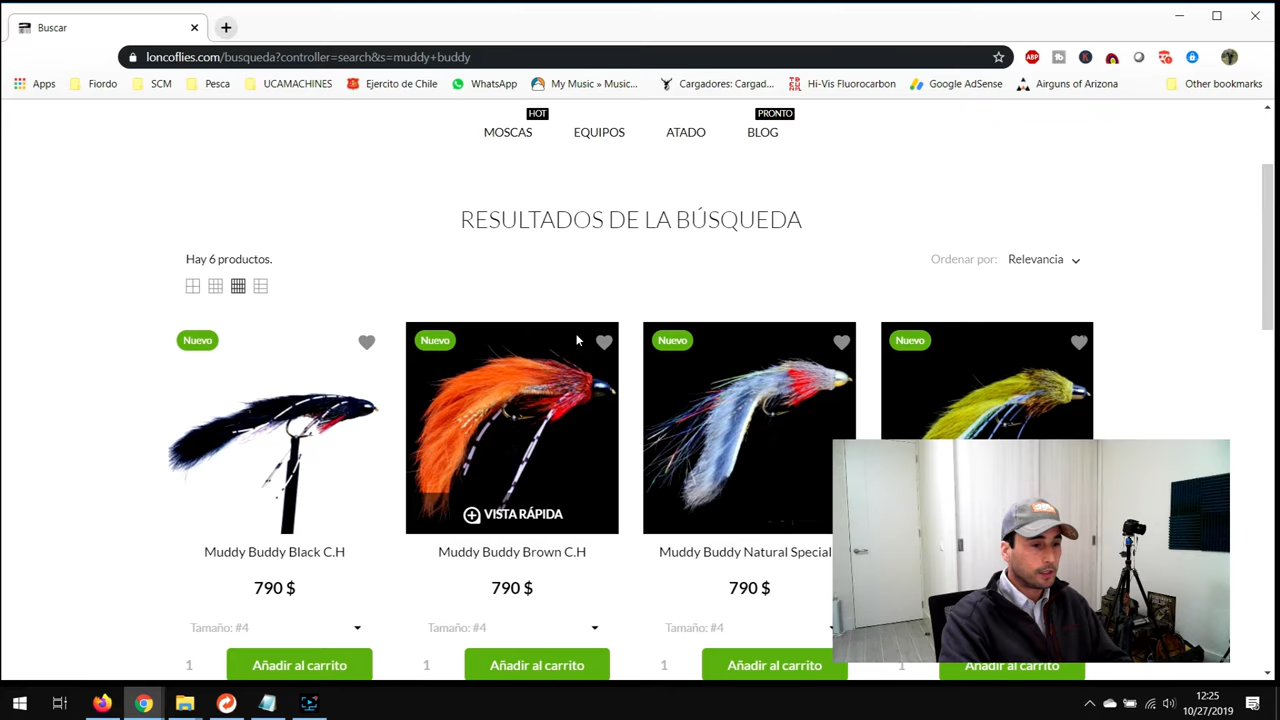 Buscar
loncoflies.com/busqueda?controller=search&s=muddy+buddy
Apps Fiordo SCM Pesca UCAMACHINES Ejercito de Chile WhatsApp My Music » Music... Cargadores: Cargad... Hi-Vis Fluorocarbon Google AdSense Airguns of Arizona Other bookmarks
HOT PRONTO
MOSCAS EQUIPOS ATADO BLOG
RESULTADOS DE LA BÚSQUEDA
Hay 6 productos. Ordenar por: Relevancia
Nuevo Nuevo Nuevo Nuevo
VISTA RÁPIDA
Muddy Buddy Black C.H Muddy Buddy Brown C.H Muddy Buddy Natural Special
790 $ 790 $ 790 $
Tamaño: #4 Tamaño: #4 Tamaño: #4
1 Añadir al carrito 1 Añadir al carrito 1 Añadir al carrito 1 Añadir al carrito
12:25
10/27/2019